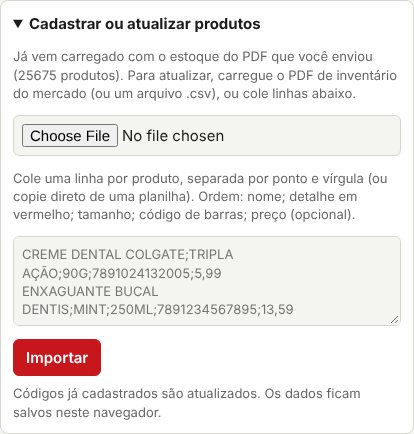 ▼ Cadastrar ou atualizar produtos
Já vem carregado com o estoque do PDF que você enviou
(25675 produtos). Para atualizar, carregue o PDF de inventário
do mercado (ou um arquivo .csv), ou cole linhas abaixo.
Choose File No file chosen
Cole uma linha por produto, separada por ponto e vírgula (ou
copie direto de uma planilha). Ordem: nome; detalhe em
vermelho; tamanho; código de barras; preço (opcional).
CREME DENTAL COLGATE;TRIPLA
AÇÃO;90G;7891024132005;5,99
ENXAGUANTE BUCAL
DENTIS;MINT;250ML;7891234567895;13,59
Importar
Códigos já cadastrados são atualizados. Os dados ficam
salvos neste navegador.